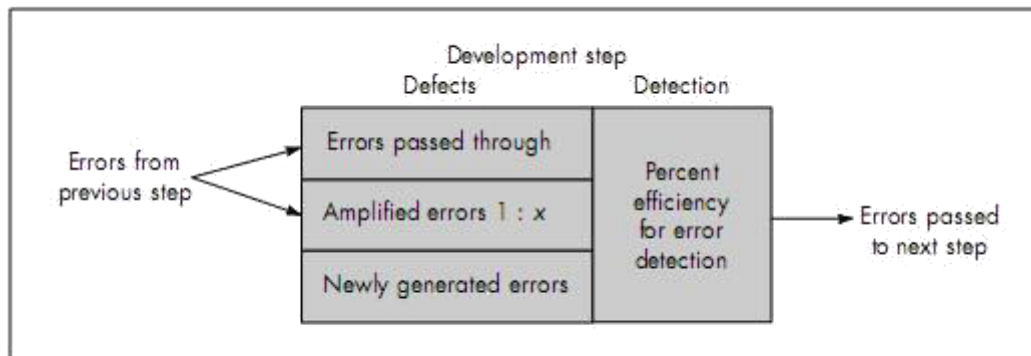 Development step
Defects
Detection
Errors from
previous step
Errors passed through
Amplified errors 1 : x
Newly generated errors
Percent
efficiency
for error
detection
Errors passed
to next step